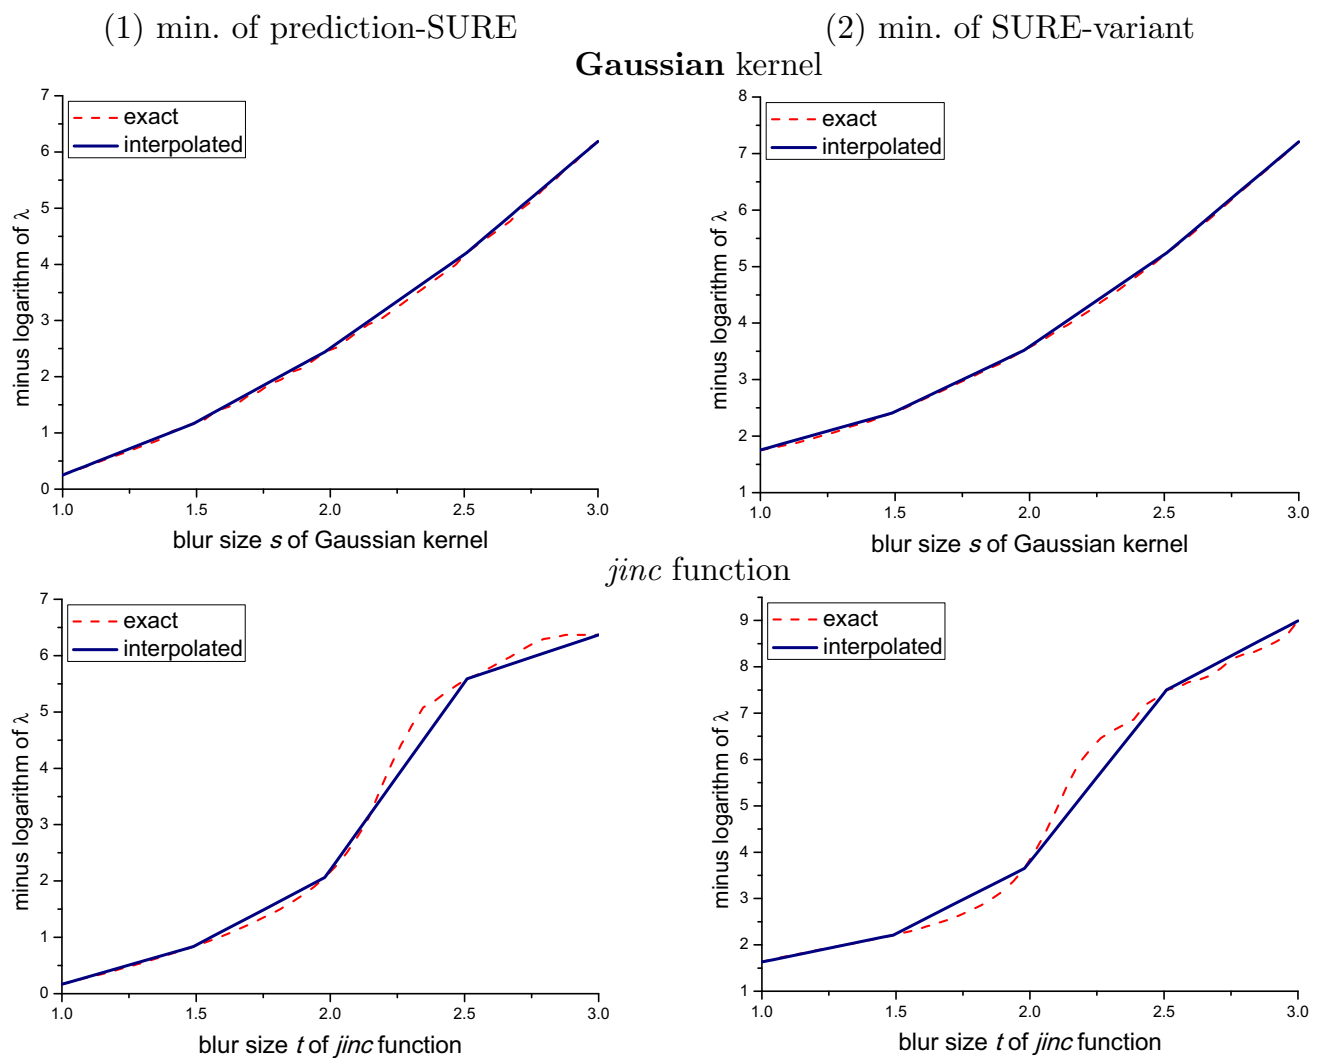 (1) min. of prediction-SURE
(2) min. of SURE-variant
Gaussian kernel
exact
interpolated
minus logarithm of λ
7
6
5
4
3
2
1
0
1.0 1.5 2.0 2.5 3.0
blur size s of Gaussian kernel
exact
interpolated
minus logarithm of λ
8
7
6
5
4
3
2
1
1.0 1.5 2.0 2.5 3.0
blur size s of Gaussian kernel
jinc function
exact
interpolated
minus logarithm of λ
7
6
5
4
3
2
1
0
1.0 1.5 2.0 2.5 3.0
blur size t of jinc function
exact
interpolated
minus logarithm of λ
9
8
7
6
5
4
3
2
1
1.0 1.5 2.0 2.5 3.0
blur size t of jinc function